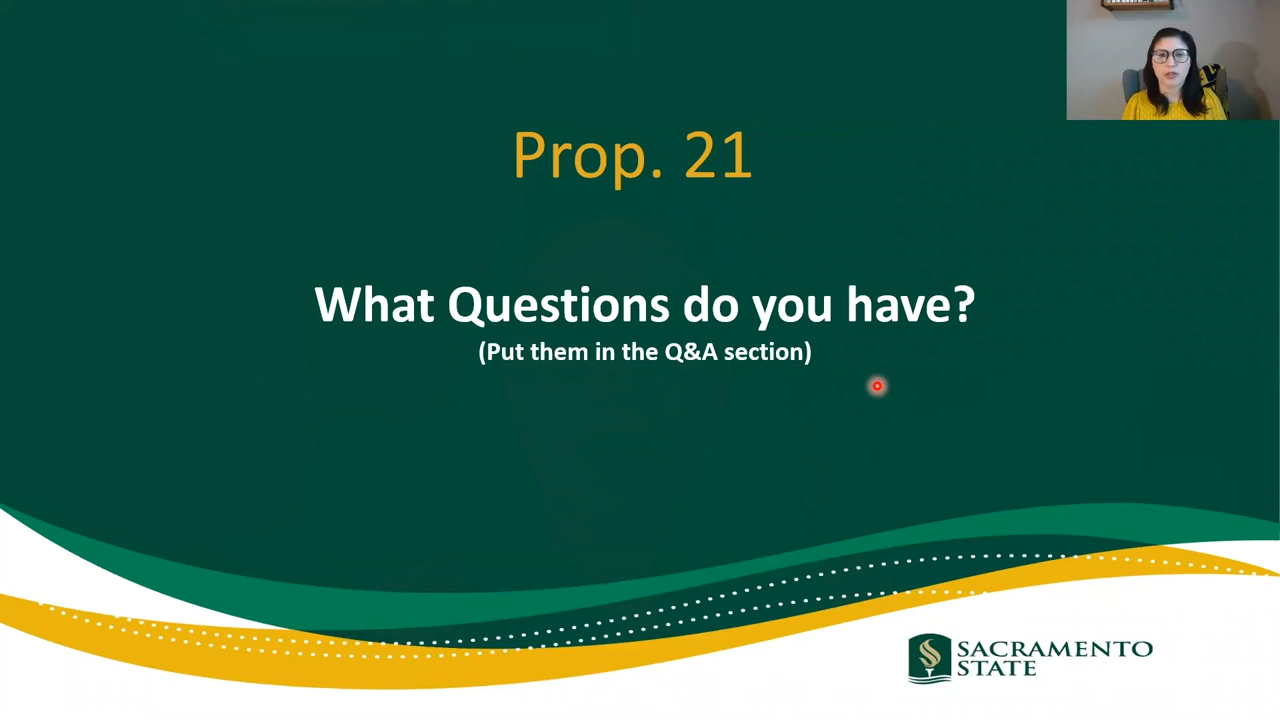 Prop. 21
What Questions do you have?
(Put them in the Q&A section)
SACRAMENTO
STATE